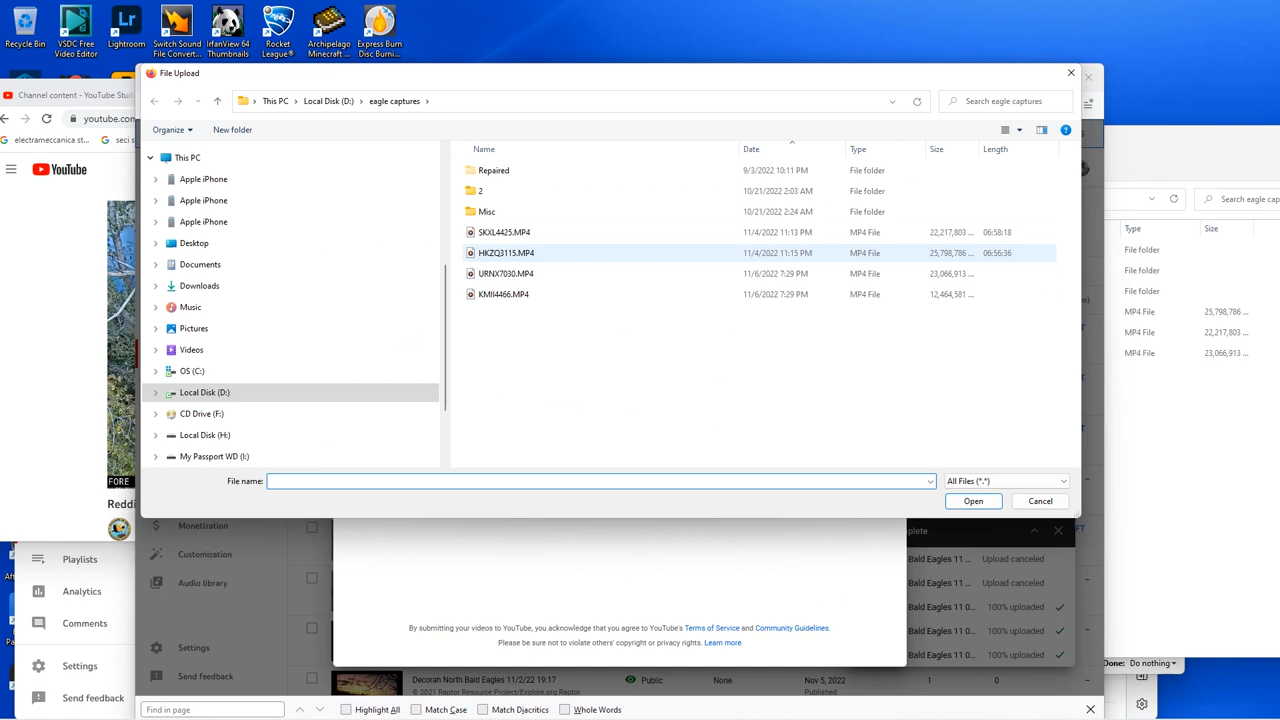 Recycle Bin
VSDC Free Video Editor
Lightroom
Switch Sound File Convert...
IrfanView 64 Thumbnails
Rocket League®
Archipelago Minecraft ...
Express Burn Disc Burni...
Channel content - YouTube Stud
youtube.com
electrameccanica st...
seci s
YouTube
FORE
Reddi
File Upload
This PC > Local Disk (D:) > eagle captures >
Search eagle captures
Organize
New folder
This PC
Apple iPhone
Apple iPhone
Apple iPhone
Desktop
Documents
Downloads
Music
Pictures
Videos
OS (C:)
Local Disk (D:)
CD Drive (F:)
Local Disk (H:)
My Passport WD (I:)
Name Date Type Size Length
Repaired 9/3/2022 10:11 PM File folder
2 10/21/2022 2:03 AM File folder
Misc 10/21/2022 2:24 AM File folder
SKXL4425.MP4 11/4/2022 11:13 PM MP4 File 22,217,803 ... 06:58:18
HKZQ3115.MP4 11/4/2022 11:15 PM MP4 File 25,798,786 ... 06:56:36
URNX7030.MP4 11/6/2022 7:29 PM MP4 File 23,066,913 ...
KMII4466.MP4 11/6/2022 7:29 PM MP4 File 12,464,581 ...
File name:
All Files (*.*)
Open
Cancel
Search eagle cap
Type Size
File folder
File folder
File folder
MP4 File 25,798,786 ...
MP4 File 22,217,803 ...
MP4 File 23,066,913 ...
Playlists
Analytics
Comments
Settings
Send feedback
Monetization
Customization
Audio library
Settings
Send feedback
By submitting your videos to YouTube, you acknowledge that you agree to YouTube's Terms of Service and Community Guidelines.
Please be sure not to violate others' copyright or privacy rights. Learn more
Bald Eagles 11 ... Upload canceled
Bald Eagles 11 ... Upload canceled
Bald Eagles 11 0... 100% uploaded
Bald Eagles 11 0... 100% uploaded
Bald Eagles 11 0... 100% uploaded
Decorah North Bald Eagles 11/2/22 19:17 Public None Nov 5, 2022 1 0
© 2021 Raptor Resource Project/Explore.org Raptor Published
Done: Do nothing
Find in page
Highlight All
Match Case
Match Diacritics
Whole Words